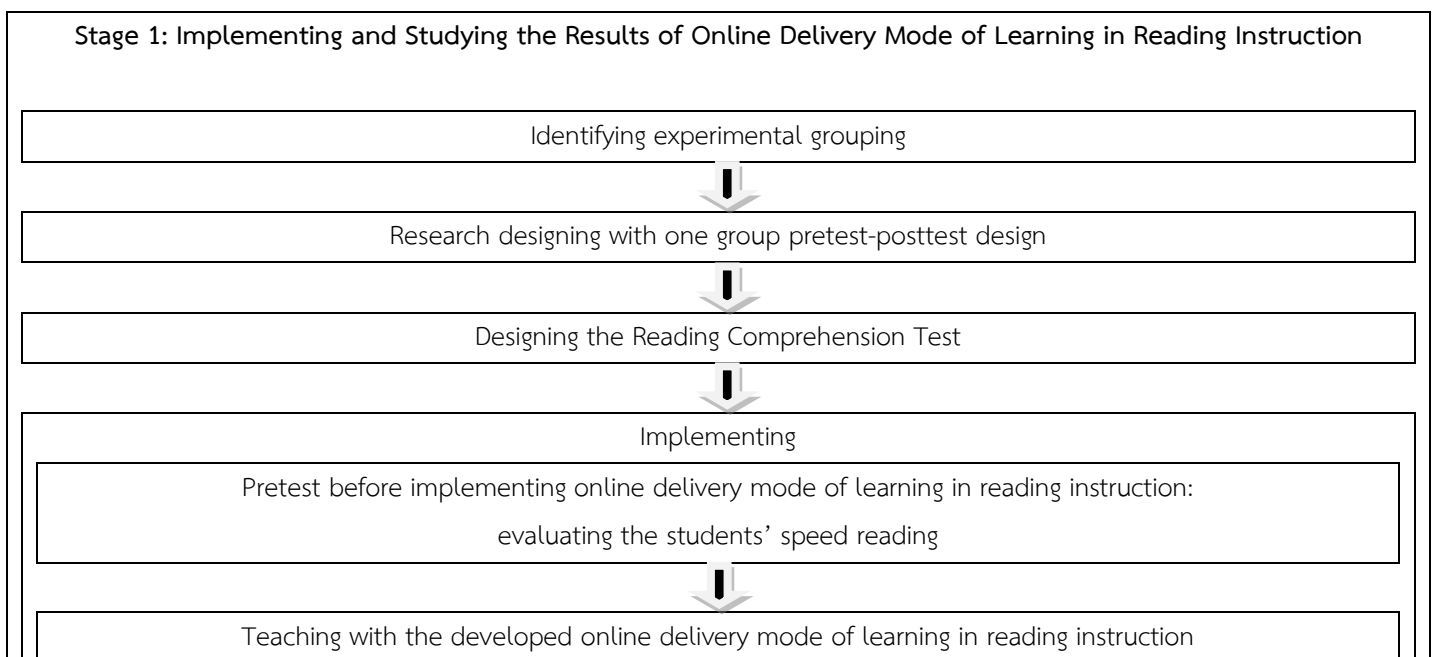 Stage 1: Implementing and Studying the Results of Online Delivery Mode of Learning in Reading Instruction
Identifying experimental grouping
Research designing with one group pretest-posttest design
Designing the Reading Comprehension Test
Implementing
Pretest before implementing online delivery mode of learning in reading instruction:
evaluating the students’ speed reading
Teaching with the developed online delivery mode of learning in reading instruction